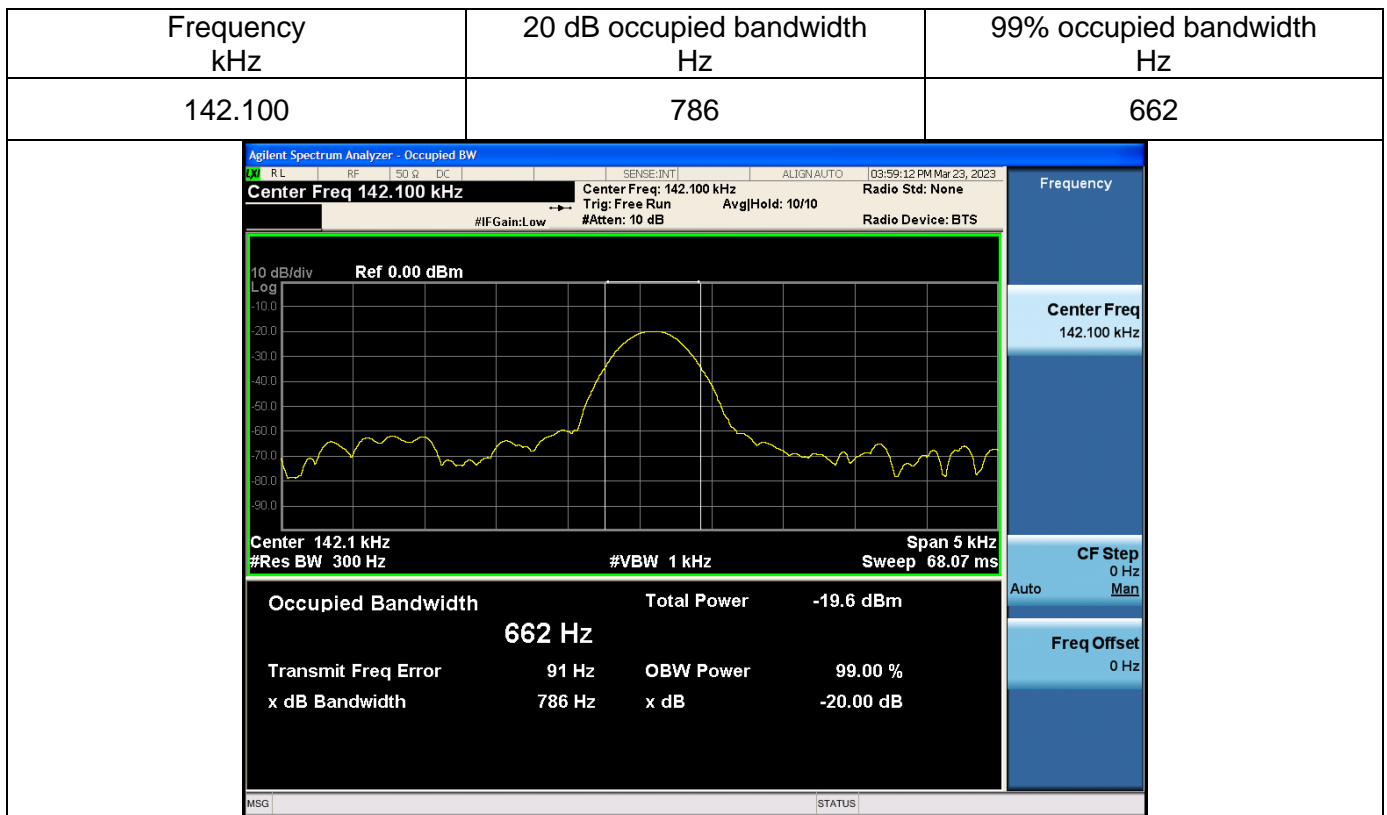 Frequency
kHz
20 dB occupied bandwidth
Hz
99% occupied bandwidth
Hz
142.100
786
662
Agilent Spectrum Analyzer - Occupied BW
LXI RL RF 50 Ω DC SENSE:INT ALIGN AUTO 03:59:12 PM Mar 23, 2023
Center Freq 142.100 kHz
Center Freq: 142.100 kHz
Radio Std: None
Trig: Free Run Avg|Hold: 10/10
#IFGain:Low
#Atten: 10 dB
Radio Device: BTS
10 dB/div Ref 0.00 dBm
Log
-10.0
-20.0
-30.0
-40.0
-50.0
-60.0
-70.0
-80.0
-90.0
Center 142.1 kHz
Span 5 kHz
#Res BW 300 Hz
#VBW 1 kHz
Sweep 68.07 ms
Occupied Bandwidth
662 Hz
Total Power -19.6 dBm
Transmit Freq Error 91 Hz
OBW Power 99.00 %
x dB Bandwidth 786 Hz
x dB -20.00 dB
MSG
STATUS
Frequency
Center Freq
142.100 kHz
CF Step
0 Hz
Auto Man
Freq Offset
0 Hz